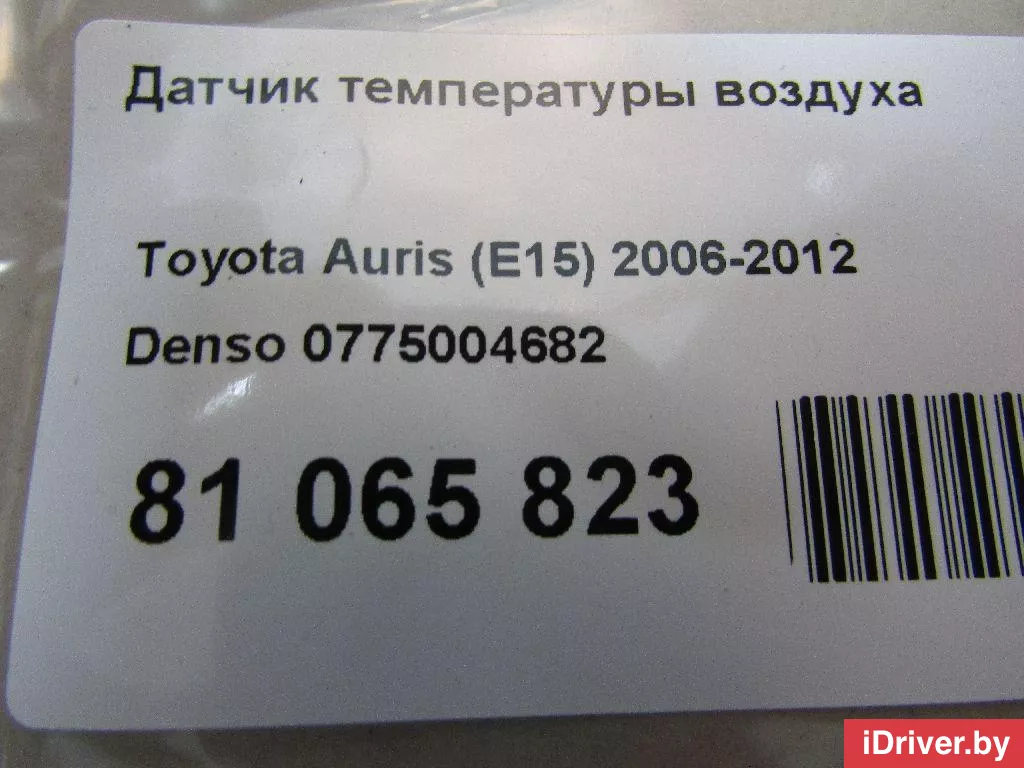 Датчик температуры воздуха
Toyota Auris (E15) 2006-2012
Denso 0775004682
81 065 823
iDriver.by